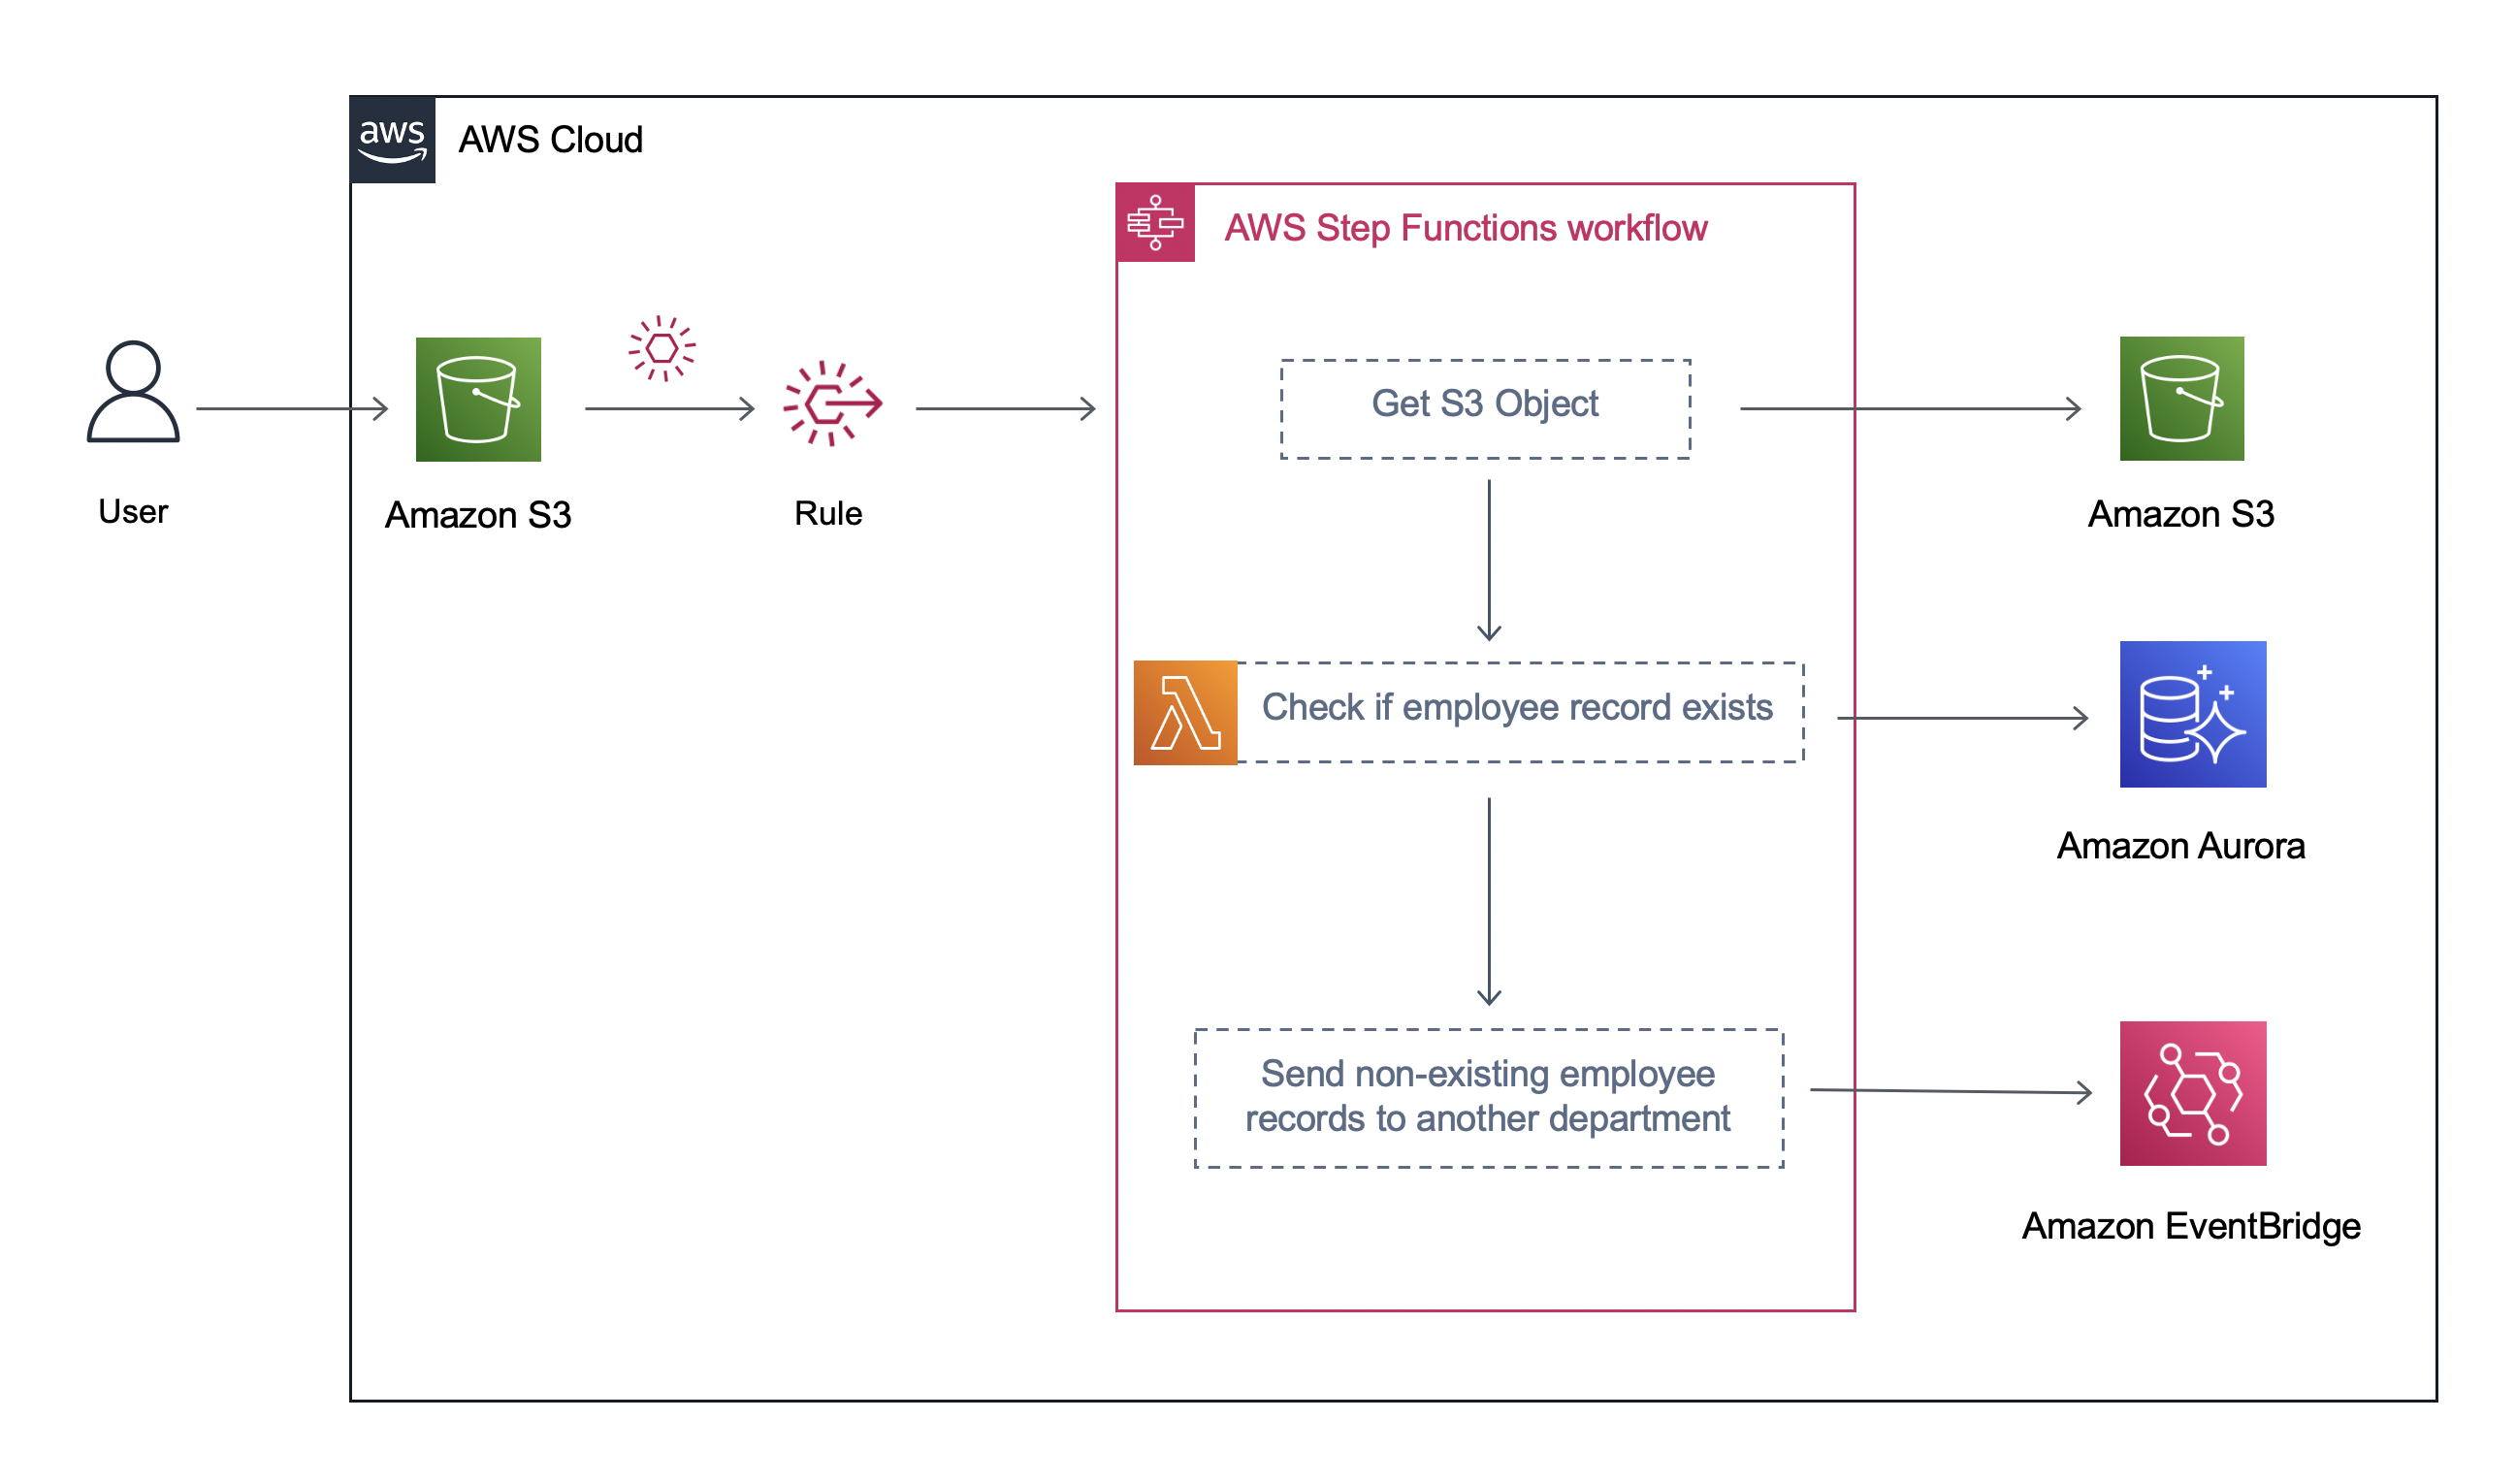 aws
AWS Cloud
AWS Step Functions workflow
Get S3 Object
User
Amazon S3
Rule
Amazon S3
Check if employee record exists
Amazon Aurora
Send non-existing employee
records to another department
Amazon EventBridge